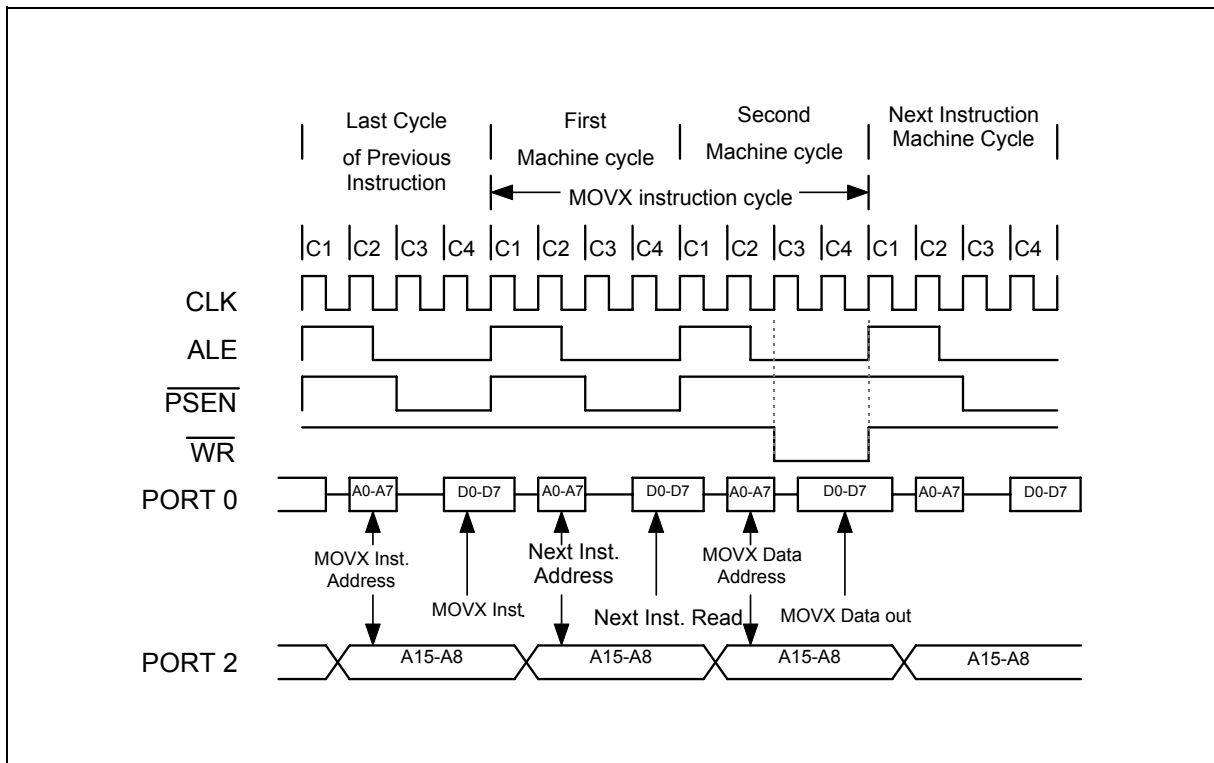 Last Cycle
of Previous
Instruction
First
Machine cycle
Second
Machine cycle
Next Instruction
Machine Cycle
MOVX instruction cycle
C1 C2 C3 C4 C1 C2 C3 C4 C1 C2 C3 C4 C1 C2 C3 C4
CLK
ALE
PSEN
WR
PORT 0
A0-A7 D0-D7 A0-A7 D0-D7 A0-A7 D0-D7 A0-A7 D0-D7
MOVX Inst.
Address
MOVX Inst.
Next Inst.
Address
Next Inst. Read
MOVX Data
Address
MOVX Data out
PORT 2
A15-A8 A15-A8 A15-A8 A15-A8